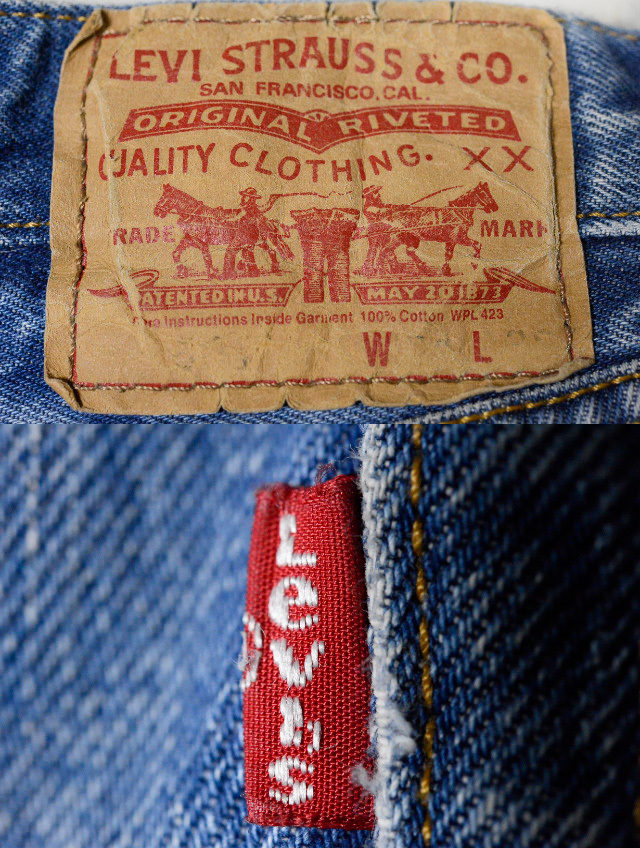 LEVI STRAUSS & CO.
SAN FRANCISCO, CAL.
ORIGINAL RIVETED
QUALITY CLOTHING. XX
TRADE MARK
PATENTED IN U.S. MAY 20 1873
Instructions Inside Garment 100% Cotton WPL 423
W L
Levi's